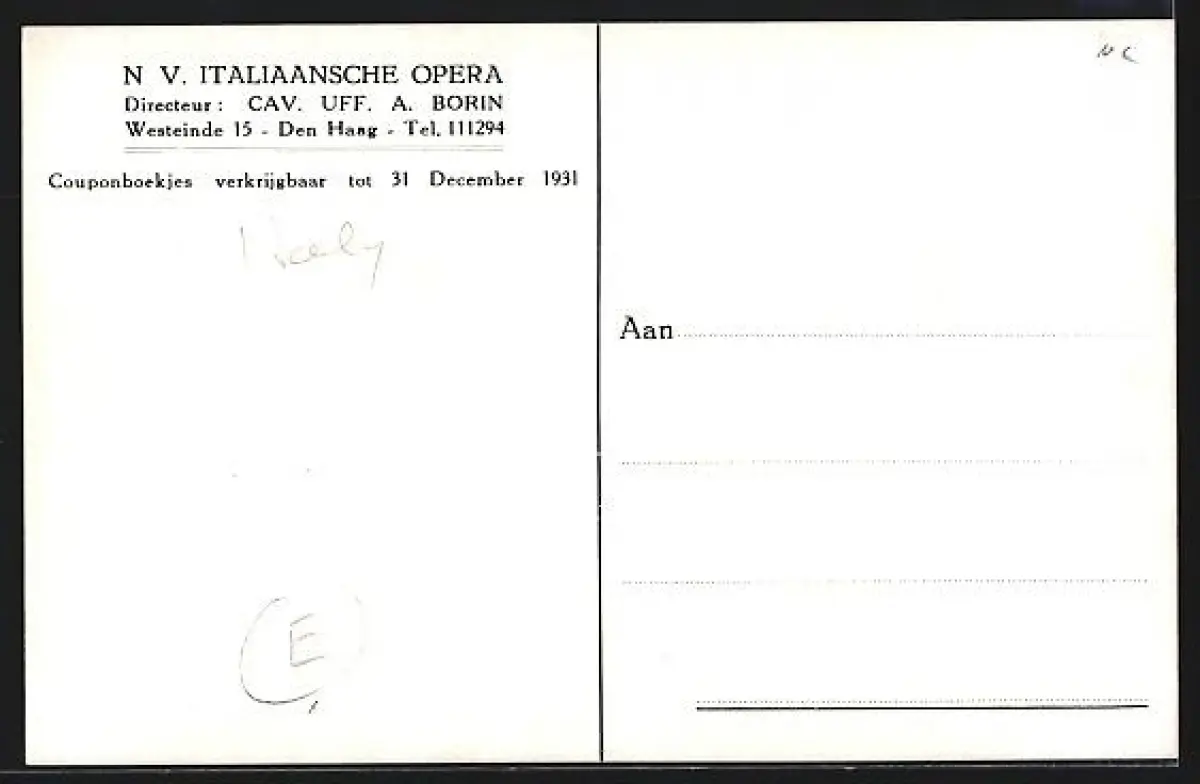 N V. ITALIAANSCHE OPERA
Directeur: CAV. UFF. A. BORIN
Westeinde 15 - Den Haag - Tel. 111294
Couponboekjes verkrijgbaar tot 31 December 1931
E
Aan